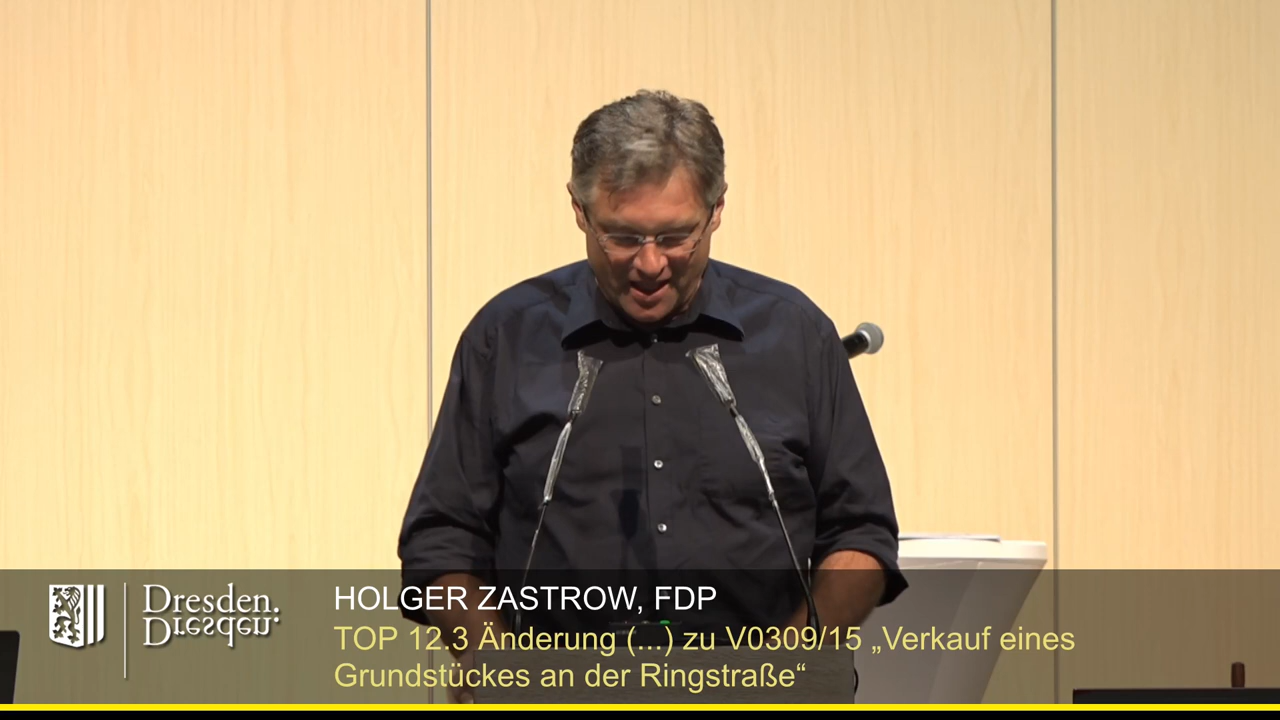 Dresden.
Dresden.
HOLGER ZASTROW, FDP
TOP 12.3 Änderung (...) zu V0309/15 „Verkauf eines
Grundstückes an der Ringstraße“